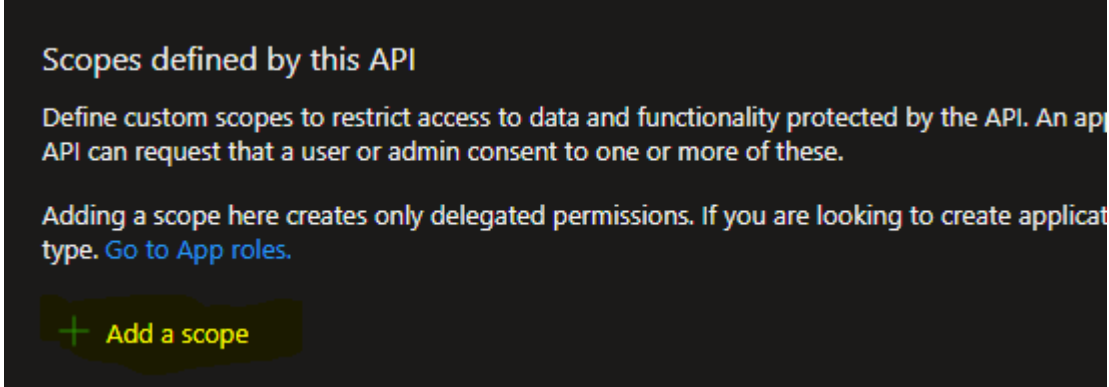 Scopes defined by this API
Define custom scopes to restrict access to data and functionality protected by the API. An ap
API can request that a user or admin consent to one or more of these.
Adding a scope here creates only delegated permissions. If you are looking to create applicat
type. Go to App roles.
+ Add a scope